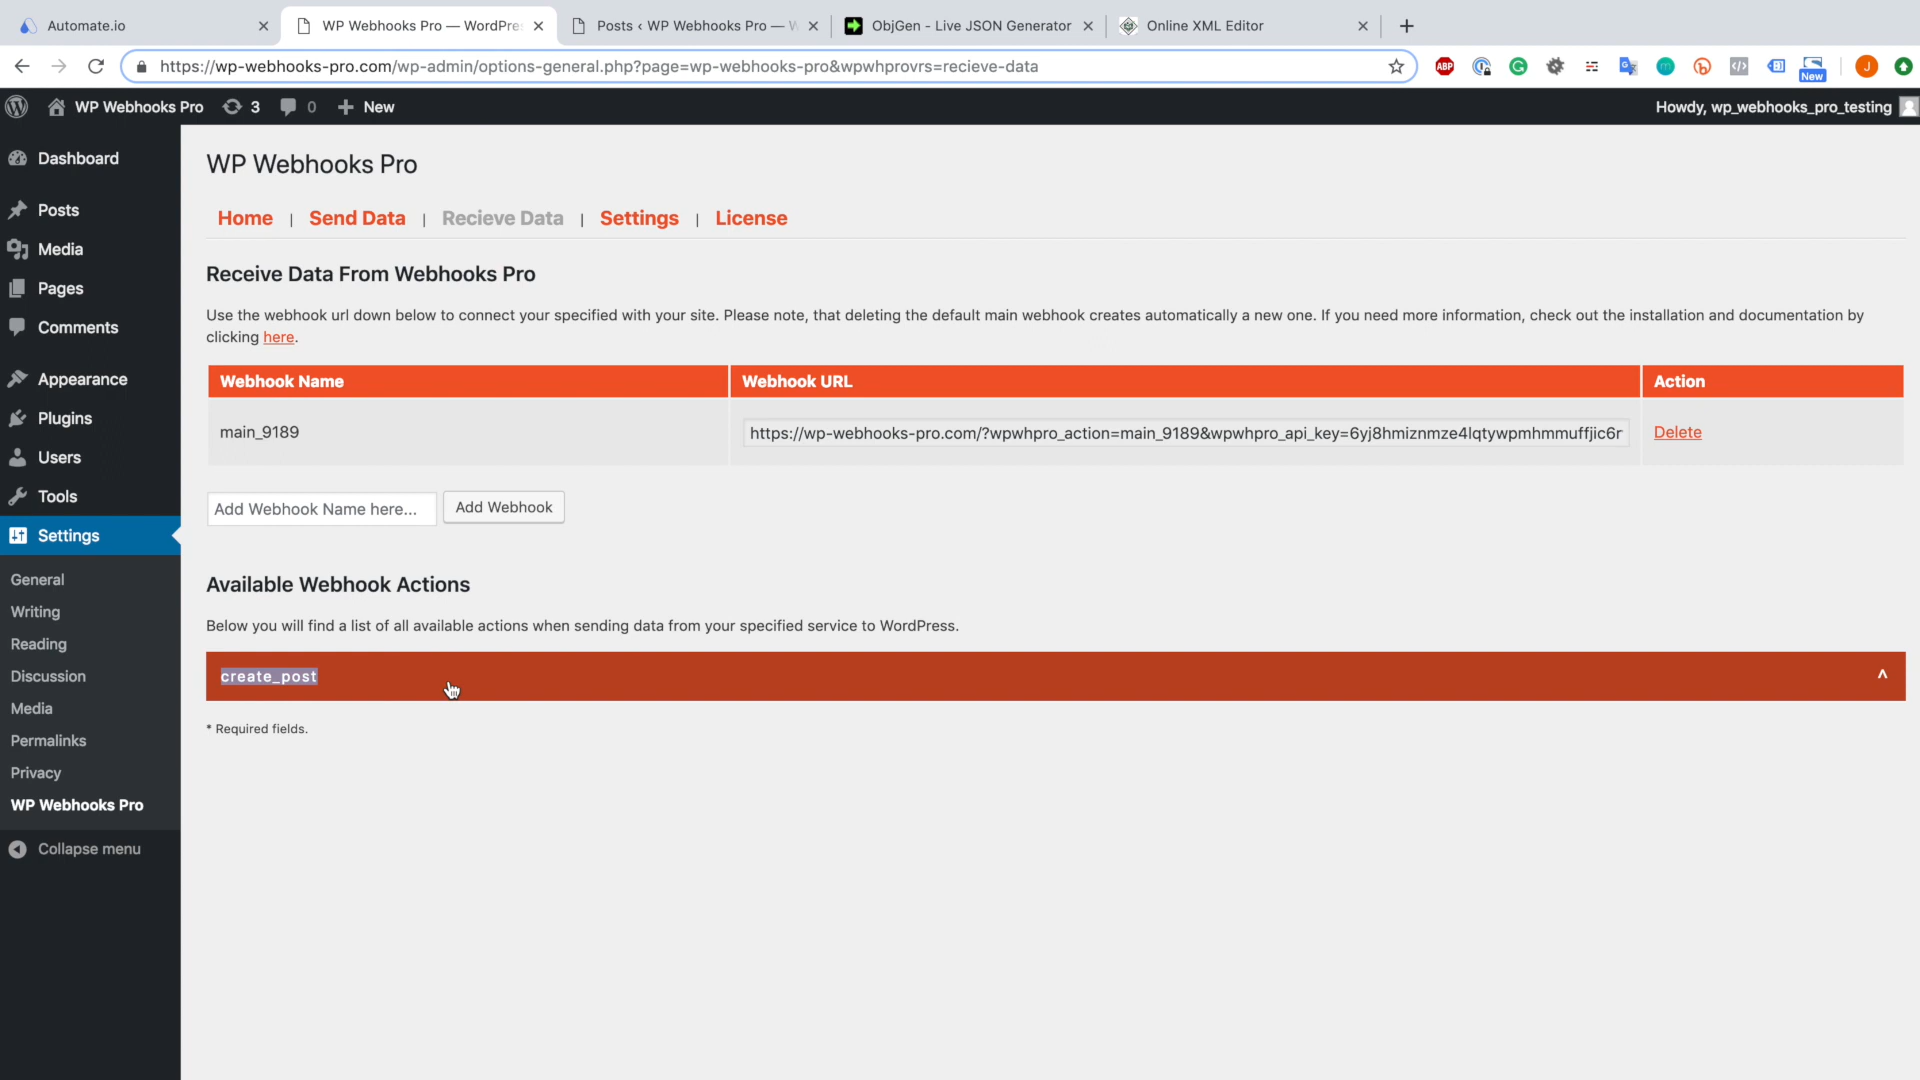 Automate.io
WP Webhooks Pro — WordPre
Posts ‹ WP Webhooks Pro — W
ObjGen - Live JSON Generator
Online XML Editor
https://wp-webhooks-pro.com/wp-admin/options-general.php?page=wp-webhooks-pro&wpwhprovrs=recieve-data
ABP
New
J
WP Webhooks Pro
3
0
New
Howdy, wp_webhooks_pro_testing
Dashboard
Posts
Media
Pages
Comments
Appearance
Plugins
Users
Tools
Settings
General
Writing
Reading
Discussion
Media
Permalinks
Privacy
WP Webhooks Pro
Collapse menu
WP Webhooks Pro
Home | Send Data | Recieve Data | Settings | License
Receive Data From Webhooks Pro
Use the webhook url down below to connect your specified with your site. Please note, that deleting the default main webhook creates automatically a new one. If you need more information, check out the installation and documentation by
clicking here.
Webhook Name Webhook URL Action
main_9189 https://wp-webhooks-pro.com/?wpwhpro_action=main_9189&wpwhpro_api_key=6yj8hmiznmze4lqtywpmhmmuffjic6r Delete
Add Webhook Name here... Add Webhook
Available Webhook Actions
Below you will find a list of all available actions when sending data from your specified service to WordPress.
create_post
* Required fields.